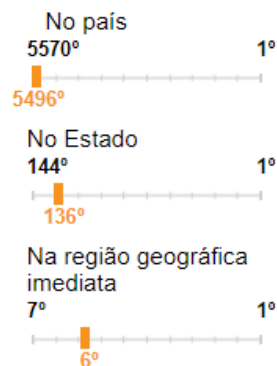 No país
5570º 1º
5496º
No Estado
144º 1º
136º
Na região geográfica
imediata
7º 1º
6º